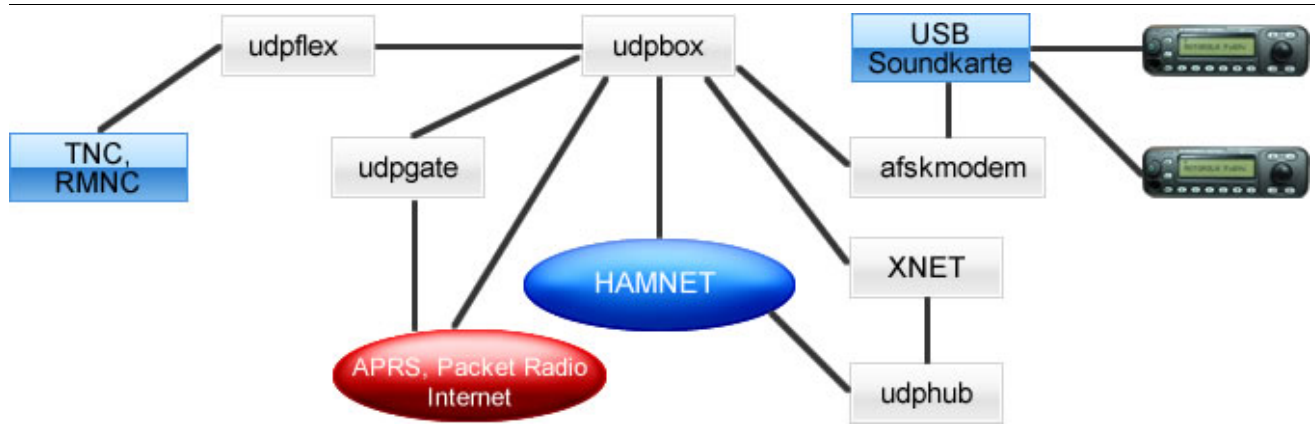 udpflex
udpbox
USB
Soundkarte
TNC,
RMNC
udpgate
afskmodem
HAMNET
XNET
APRS, Packet Radio
Internet
udphub